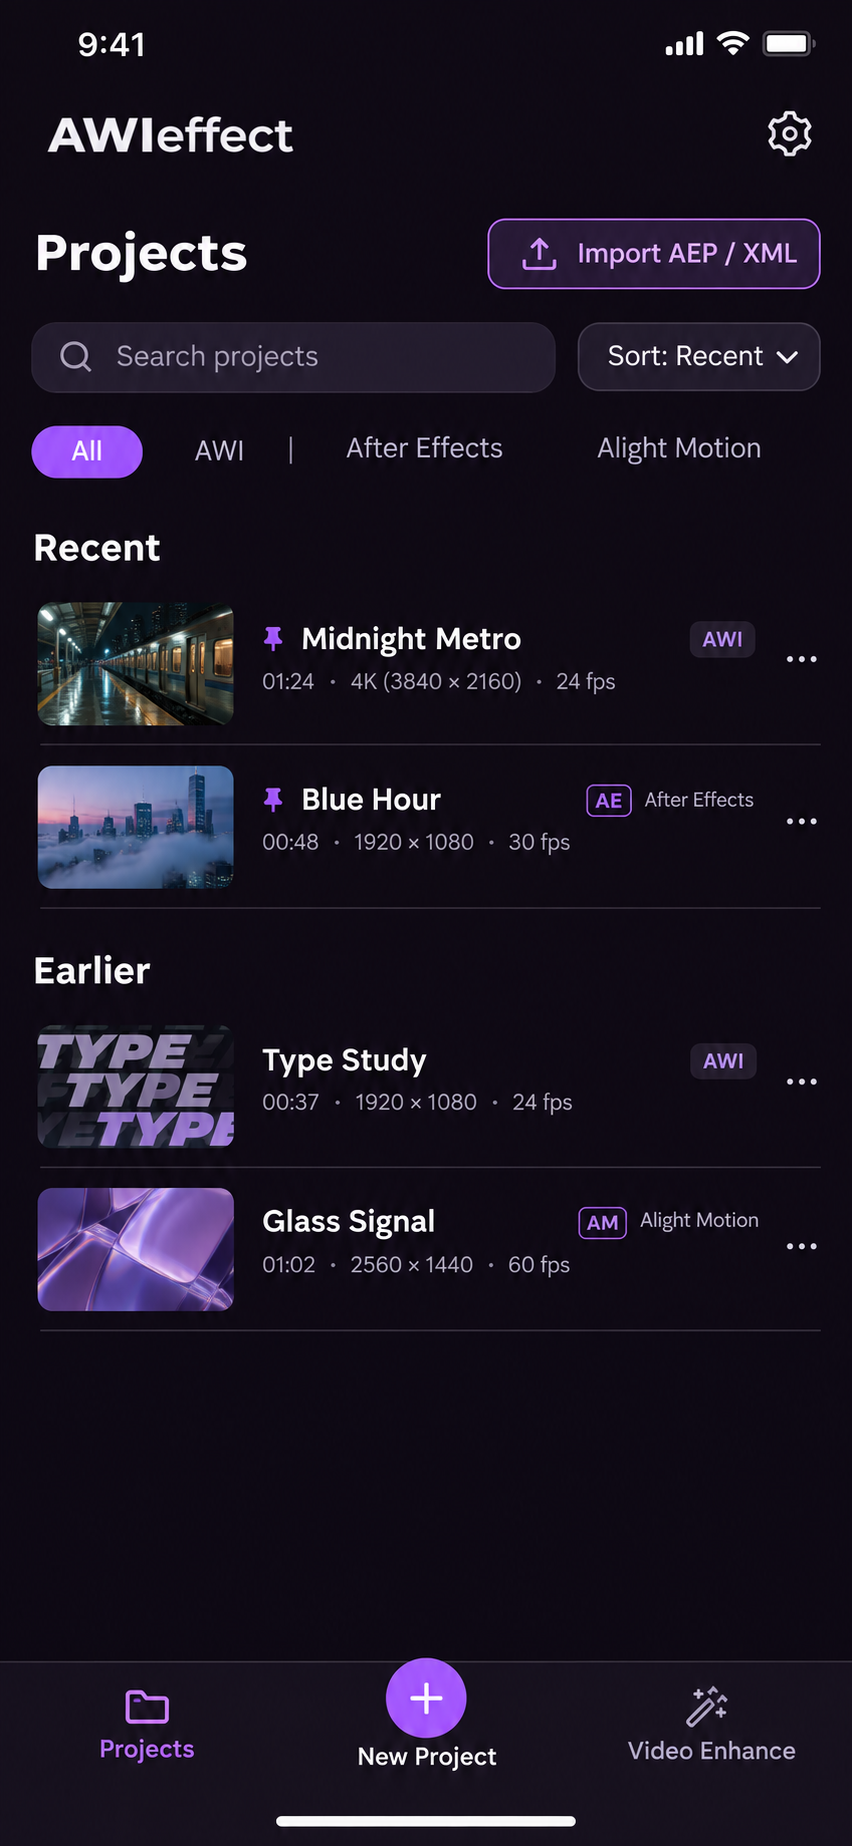 9:41
AWIeffect
Projects
Import AEP / XML
Search projects
Sort: Recent
All AWI | After Effects Alight Motion
Recent
Midnight Metro AWI
01:24 · 4K (3840 × 2160) · 24 fps
Blue Hour AE After Effects
00:48 · 1920 × 1080 · 30 fps
Earlier
TYPE
TYPE
TYPE
Type Study AWI
00:37 · 1920 × 1080 · 24 fps
Glass Signal AM Alight Motion
01:02 · 2560 × 1440 · 60 fps
Projects
New Project
Video Enhance